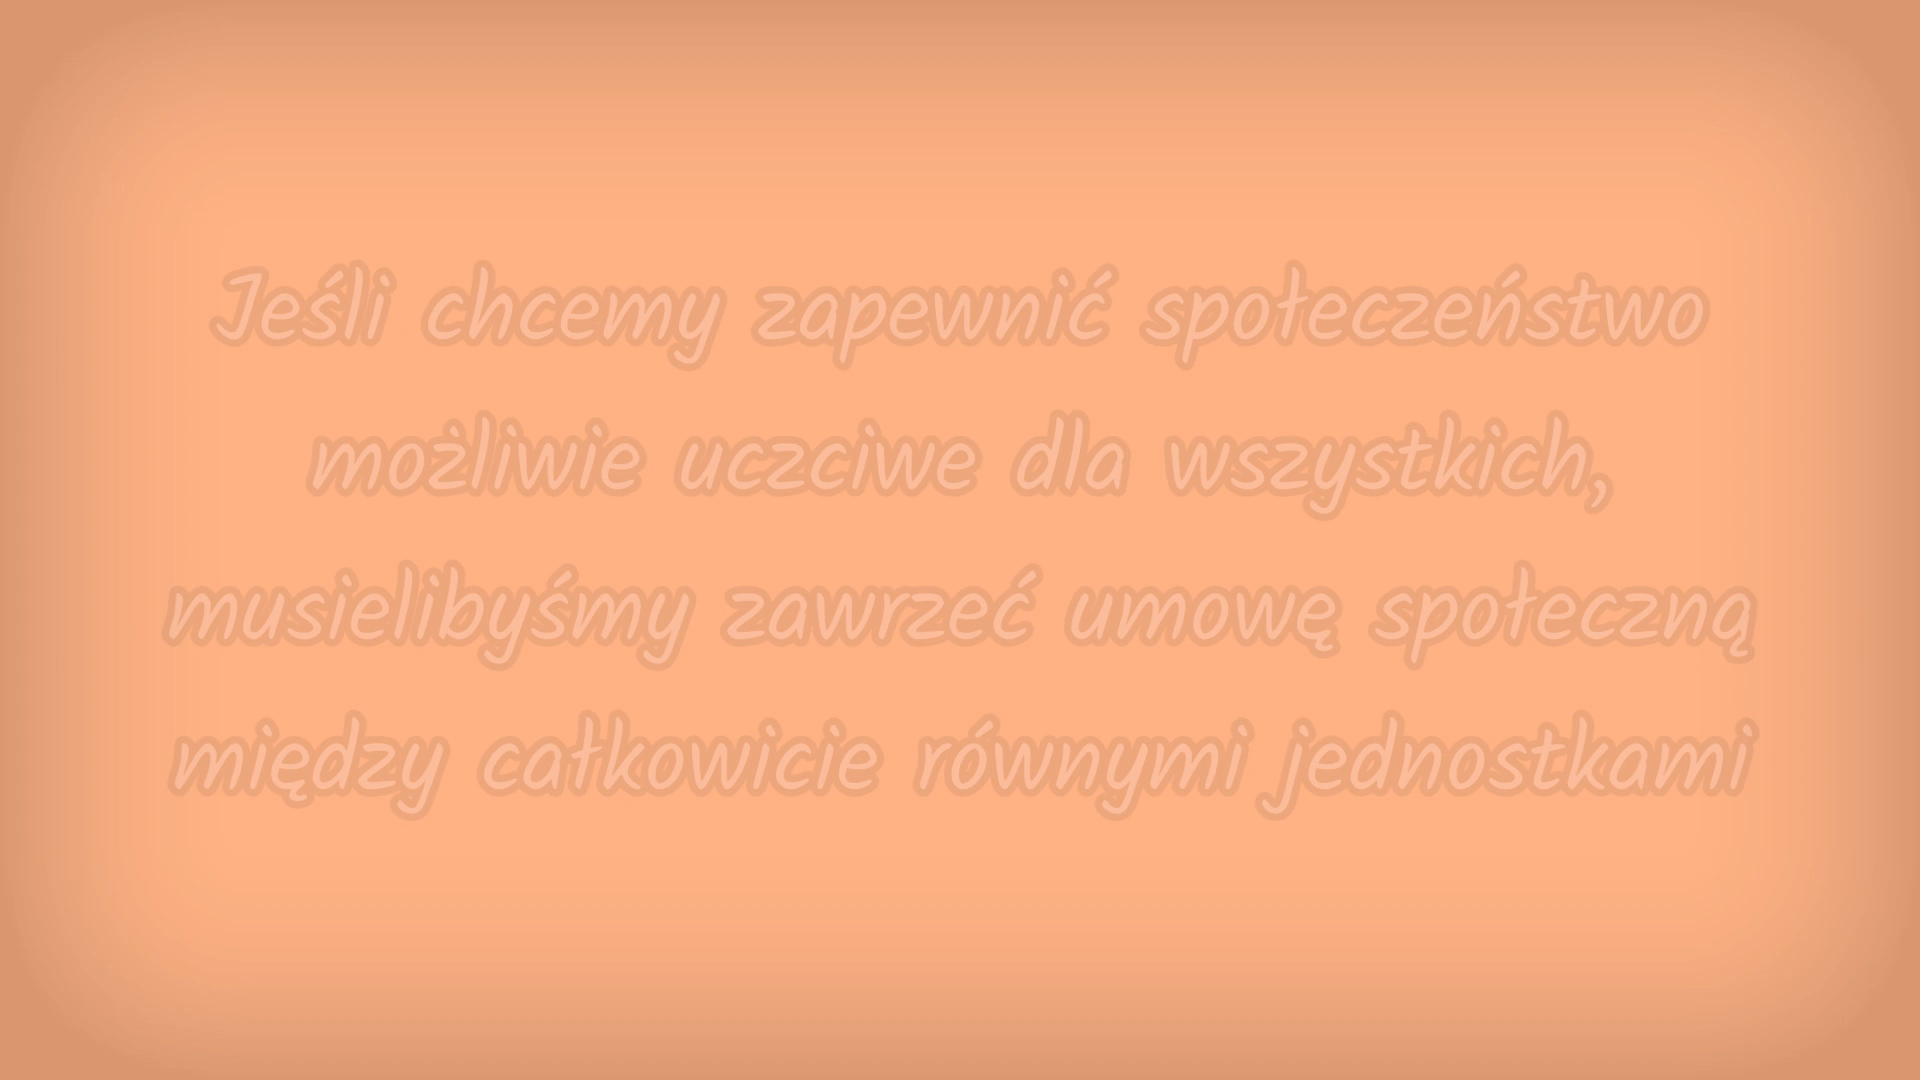 Jeśli chcemy zapewnić społeczeństwo
możliwie uczciwe dla wszystkich,
musielibyśmy zawrzeć umowę społeczną
między całkowicie równymi jednostkami